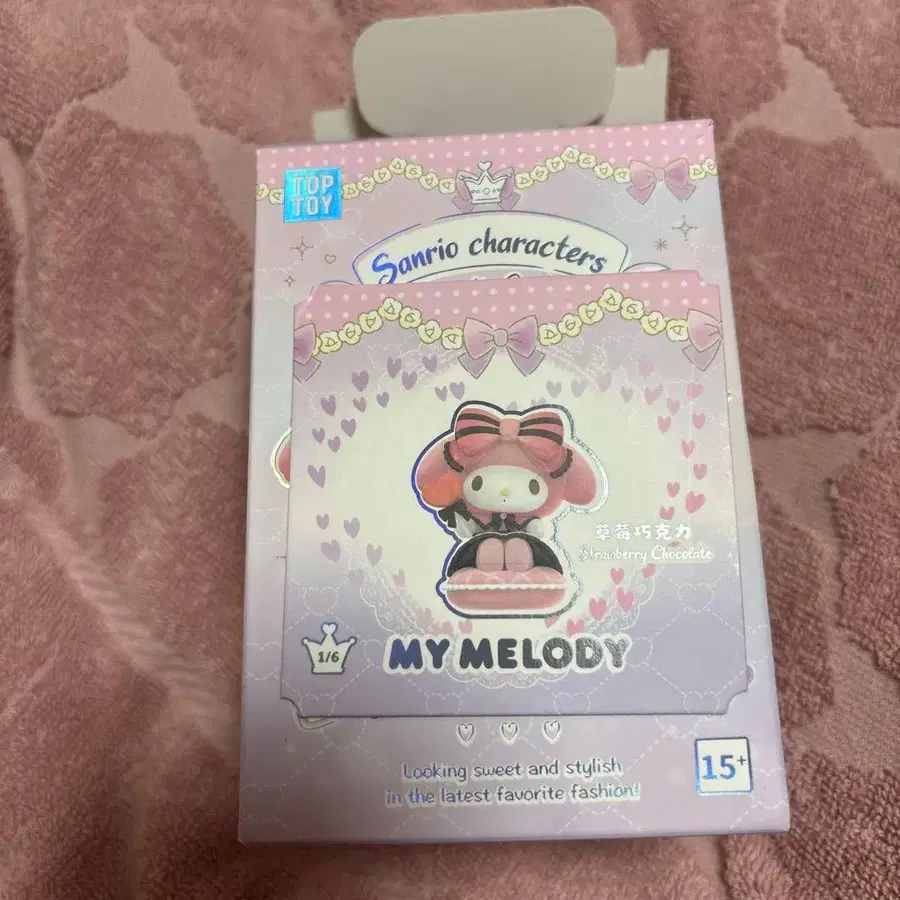 TOP
TOY
Sanrio characters
草莓巧克力
Strawberry Chocolate
1/6
MY MELODY
Looking sweet and stylish
in the latest favorite fashion!
15+